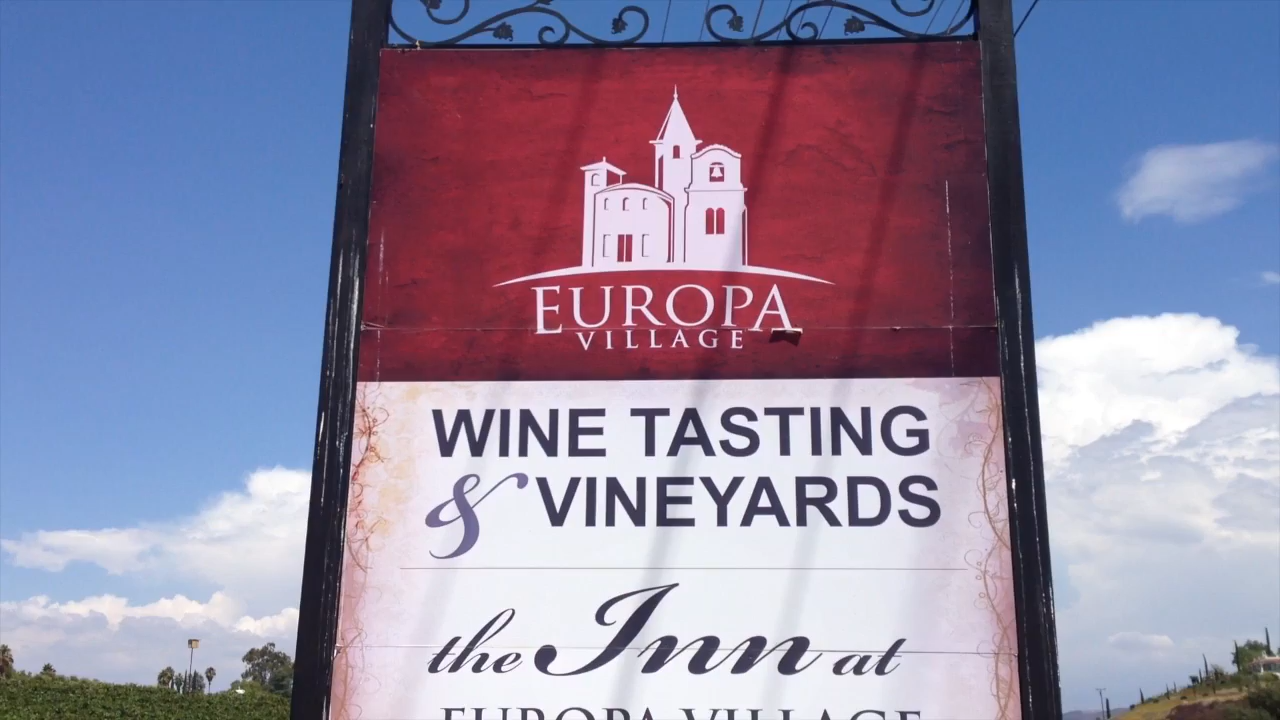 EUROPA
VILLAGE
WINE TASTING
& VINEYARDS
the Inn at
EUROPA VILLAGE